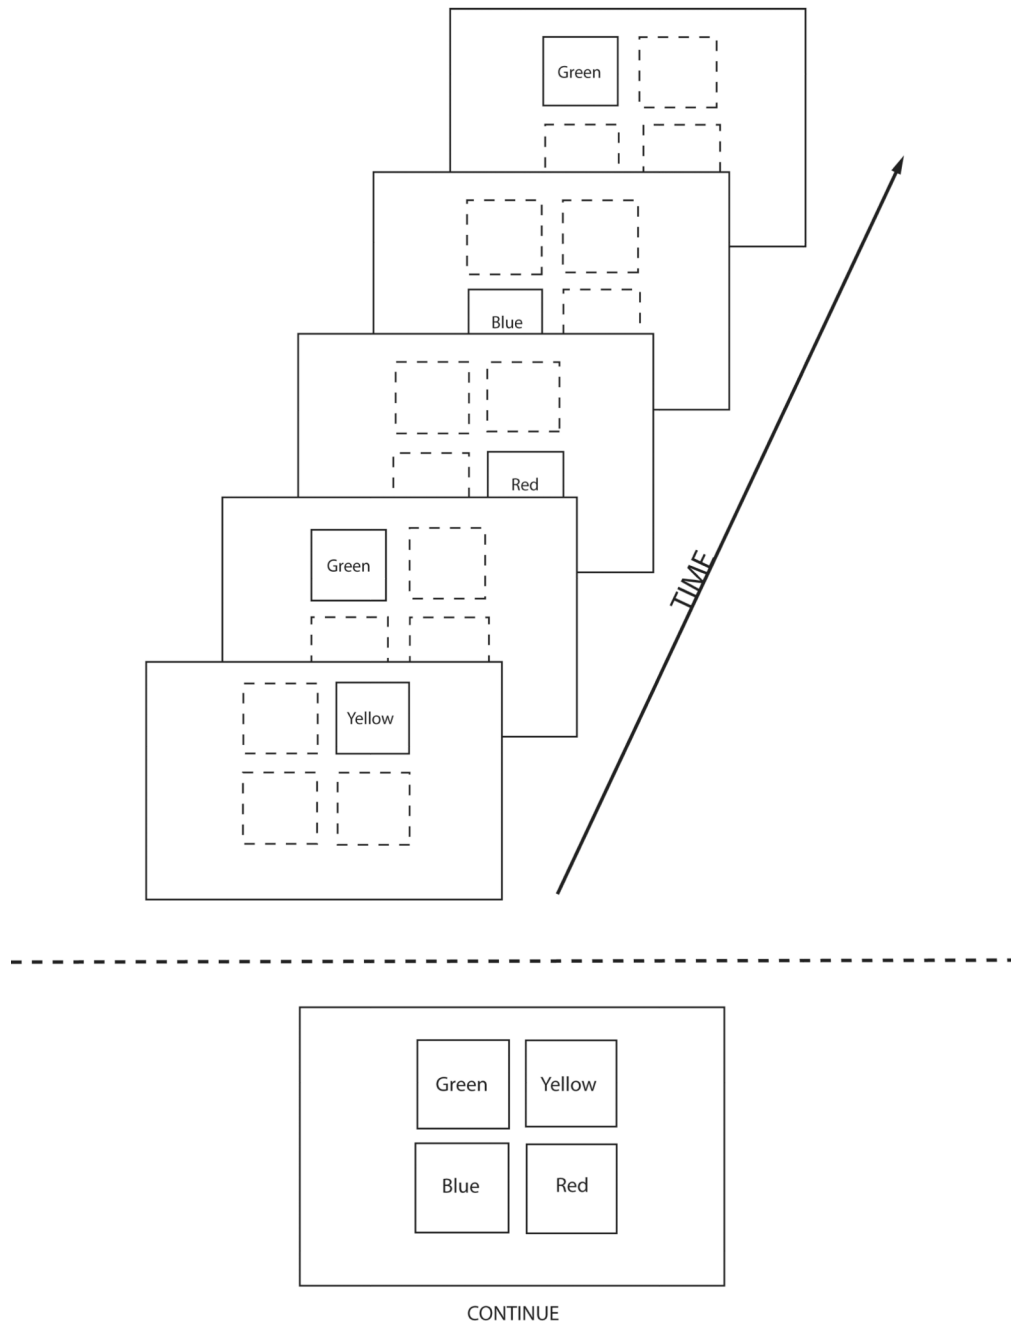 Green
Blue
Red
Green
Yellow
TIME
Green Yellow
Blue Red
CONTINUE